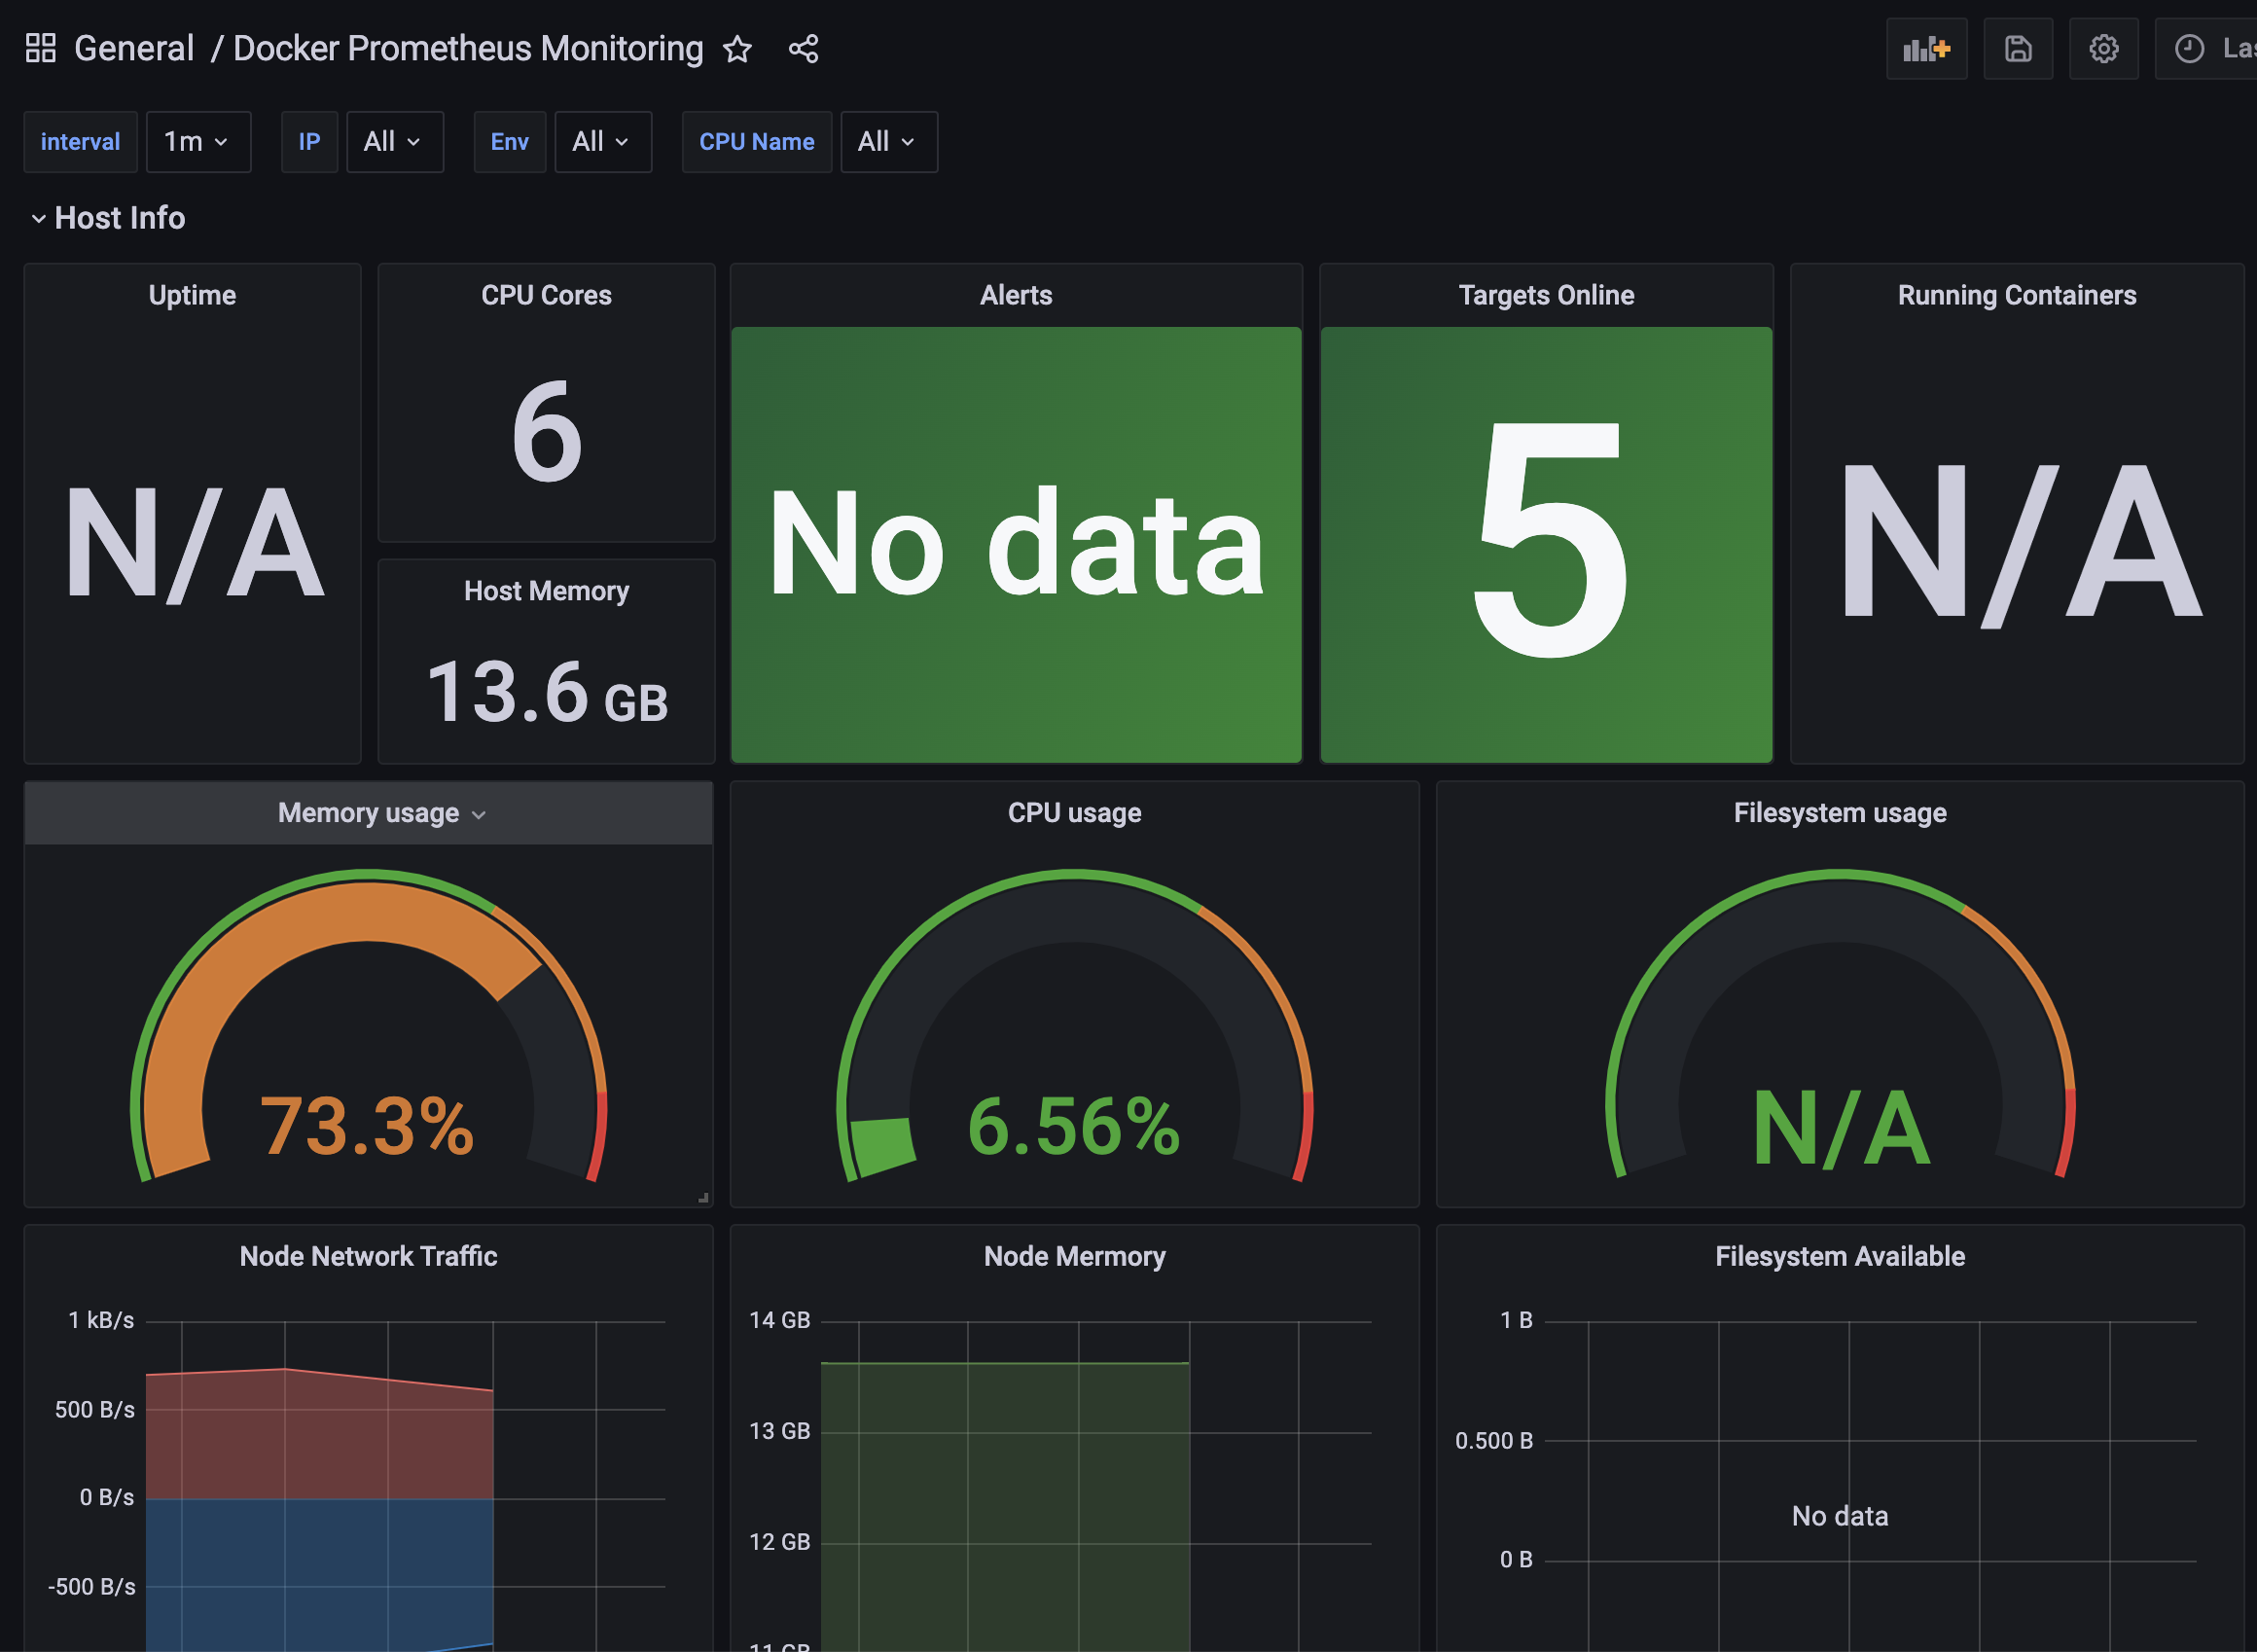 General / Docker Prometheus Monitoring
Las
interval 1m IP All Env All CPU Name All
Host Info
Uptime
N/A
CPU Cores
6
Host Memory
13.6 GB
Alerts
No data
Targets Online
5
Running Containers
N/A
Memory usage
73.3%
CPU usage
6.56%
Filesystem usage
N/A
Node Network Traffic
1 kB/s
500 B/s
0 B/s
-500 B/s
Node Mermory
14 GB
13 GB
12 GB
11 GB
Filesystem Available
1 B
0.500 B
No data
0 B